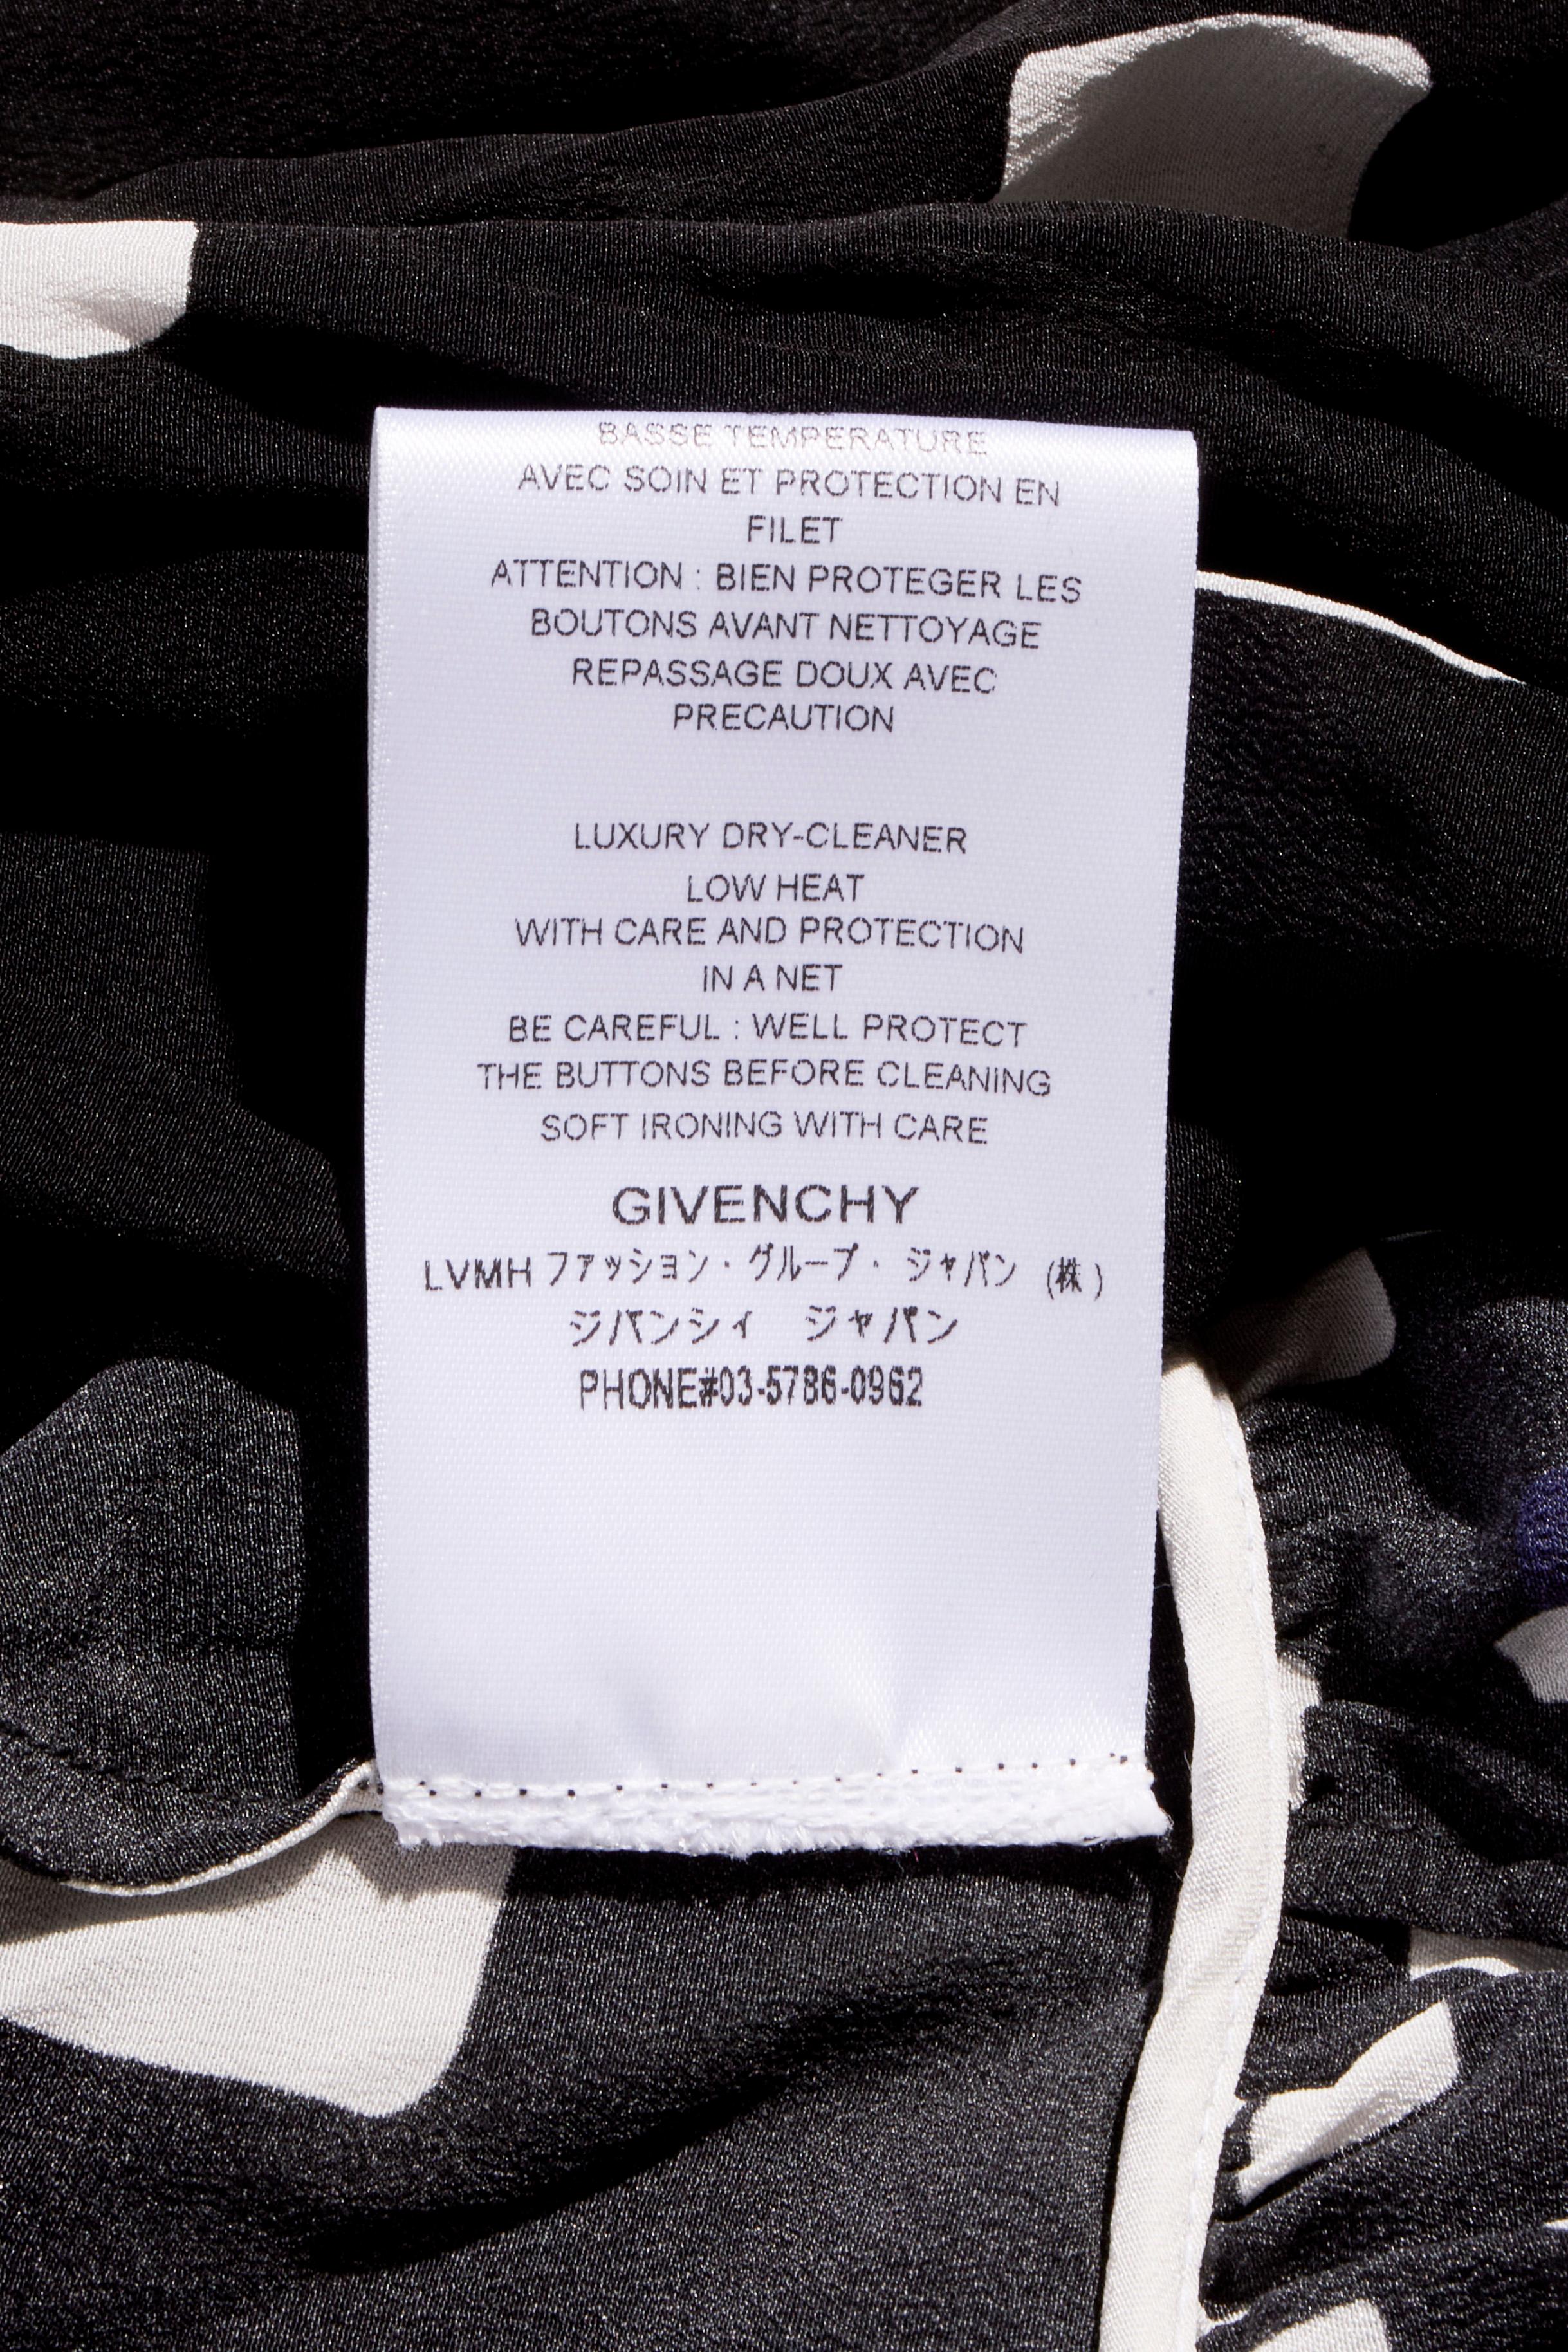 BASSE TEMPERATURE
AVEC SOIN ET PROTECTION EN
FILET
ATTENTION : BIEN PROTEGER LES
BOUTONS AVANT NETTOYAGE
REPASSAGE DOUX AVEC
PRECAUTION
LUXURY DRY-CLEANER
LOW HEAT
WITH CARE AND PROTECTION
IN A NET
BE CAREFUL : WELL PROTECT
THE BUTTONS BEFORE CLEANING
SOFT IRONING WITH CARE
GIVENCHY
LVMH ファッション・グループ・ジャパン (株)
ジバンシィ　ジャパン
PHONE#03-5786-0962